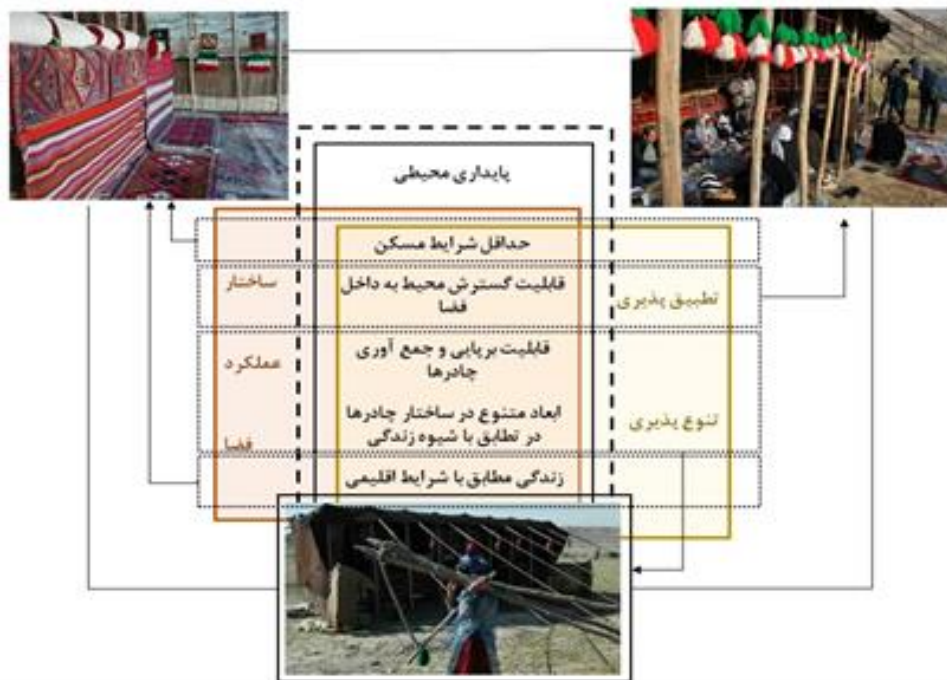 پایداری محیطی
حداقل شرایط مسکن
ساختار
قابلیت گسترش محیط به داخل
فضا
تطبیق پذیری
عملکرد
قابلیت برپایی و جمع آوری
چادرها
فضا
ابعاد متنوع در ساختار چادرها
در تطابق با شیوه زندگی
تنوع پذیری
زندگی مطابق با شرایط اقلیمی